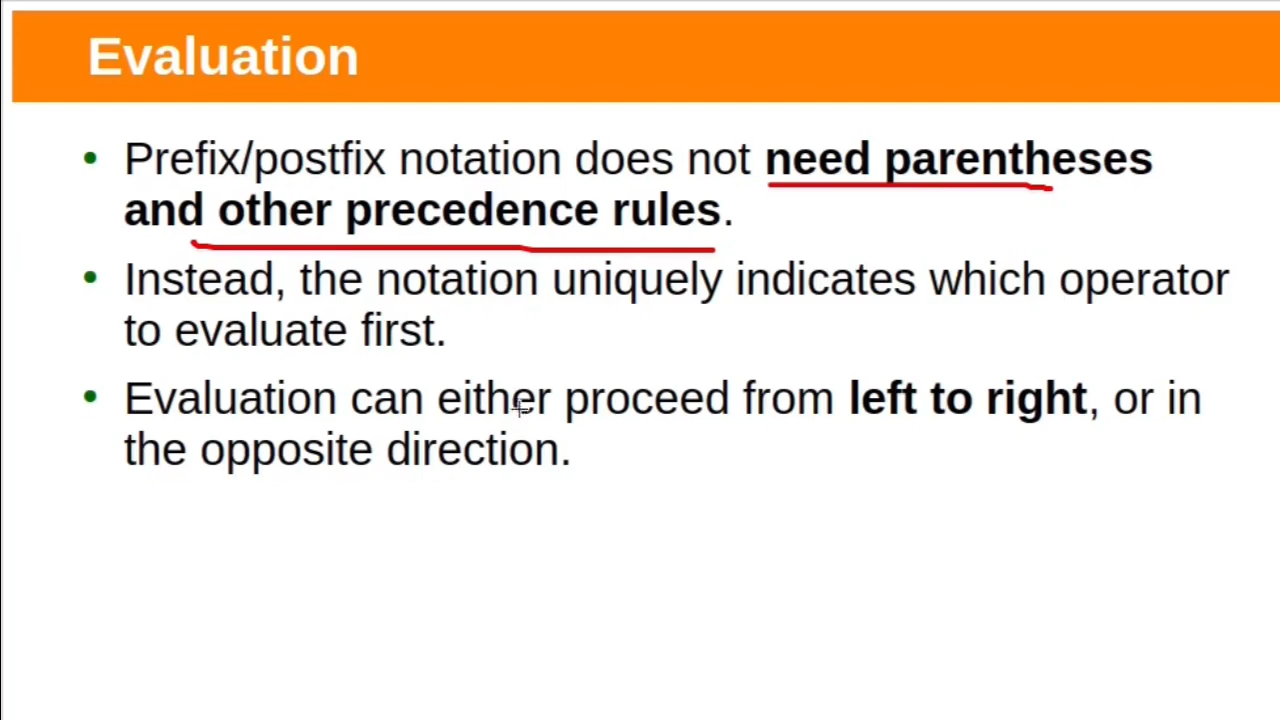 Evaluation
• Prefix/postfix notation does not need parentheses
and other precedence rules.
• Instead, the notation uniquely indicates which operator
to evaluate first.
• Evaluation can either proceed from left to right, or in
the opposite direction.